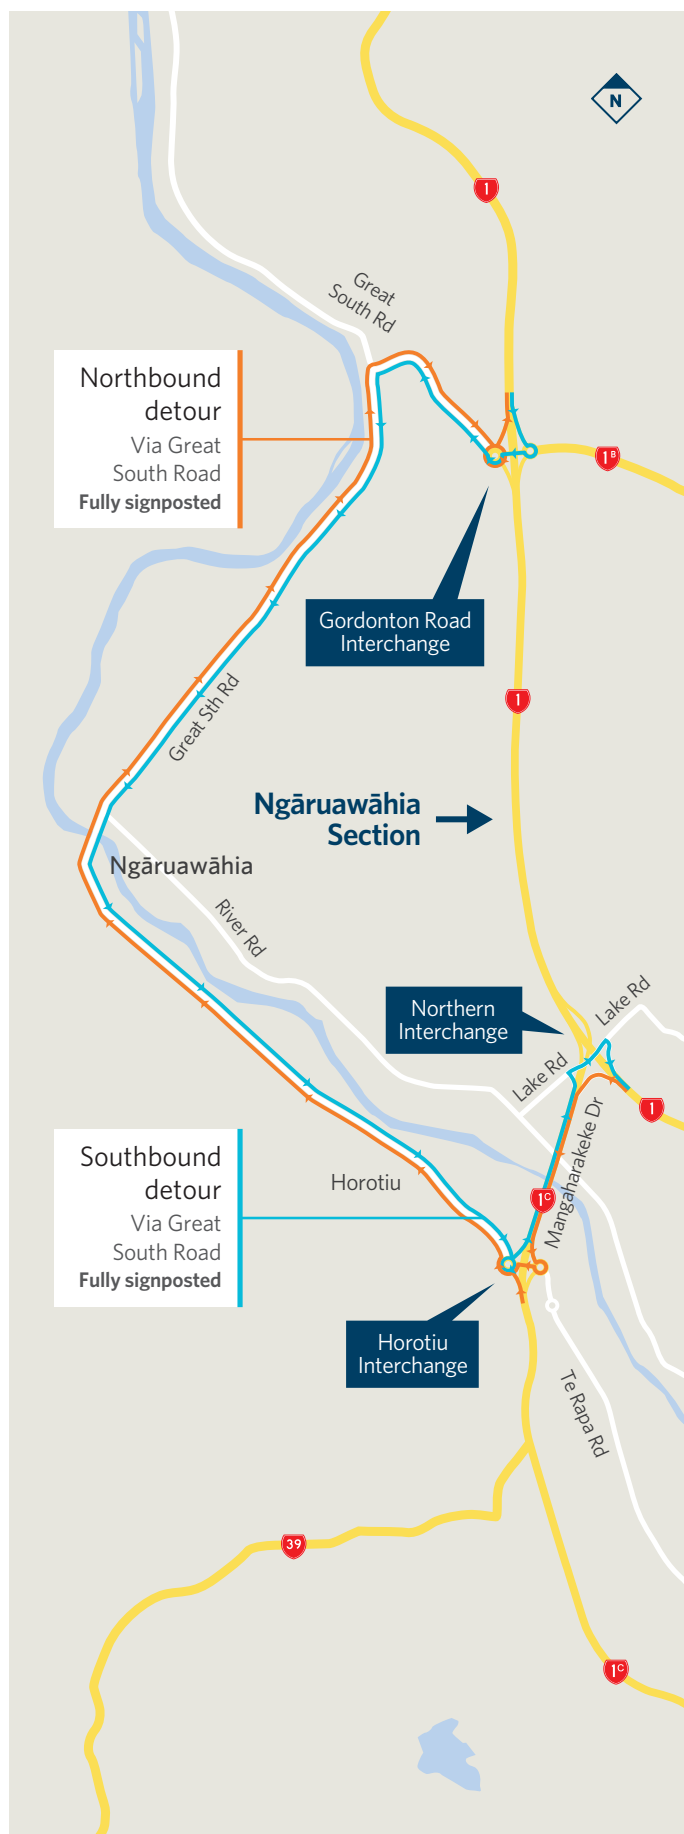 N
1
Great
South Rd
Northbound
detour
Via Great
South Road
Fully signposted
1B
Gordonton Road
Interchange
Great Sth Rd
1
Ngāruawāhia
Section
Ngāruawāhia
River Rd
Northern
Interchange
Lake Rd
Lake Rd
1
Mangaharakeke Dr
Southbound
detour
Via Great
South Road
Fully signposted
Horotiu
1C
Horotiu
Interchange
Te Rapa Rd
39
1C